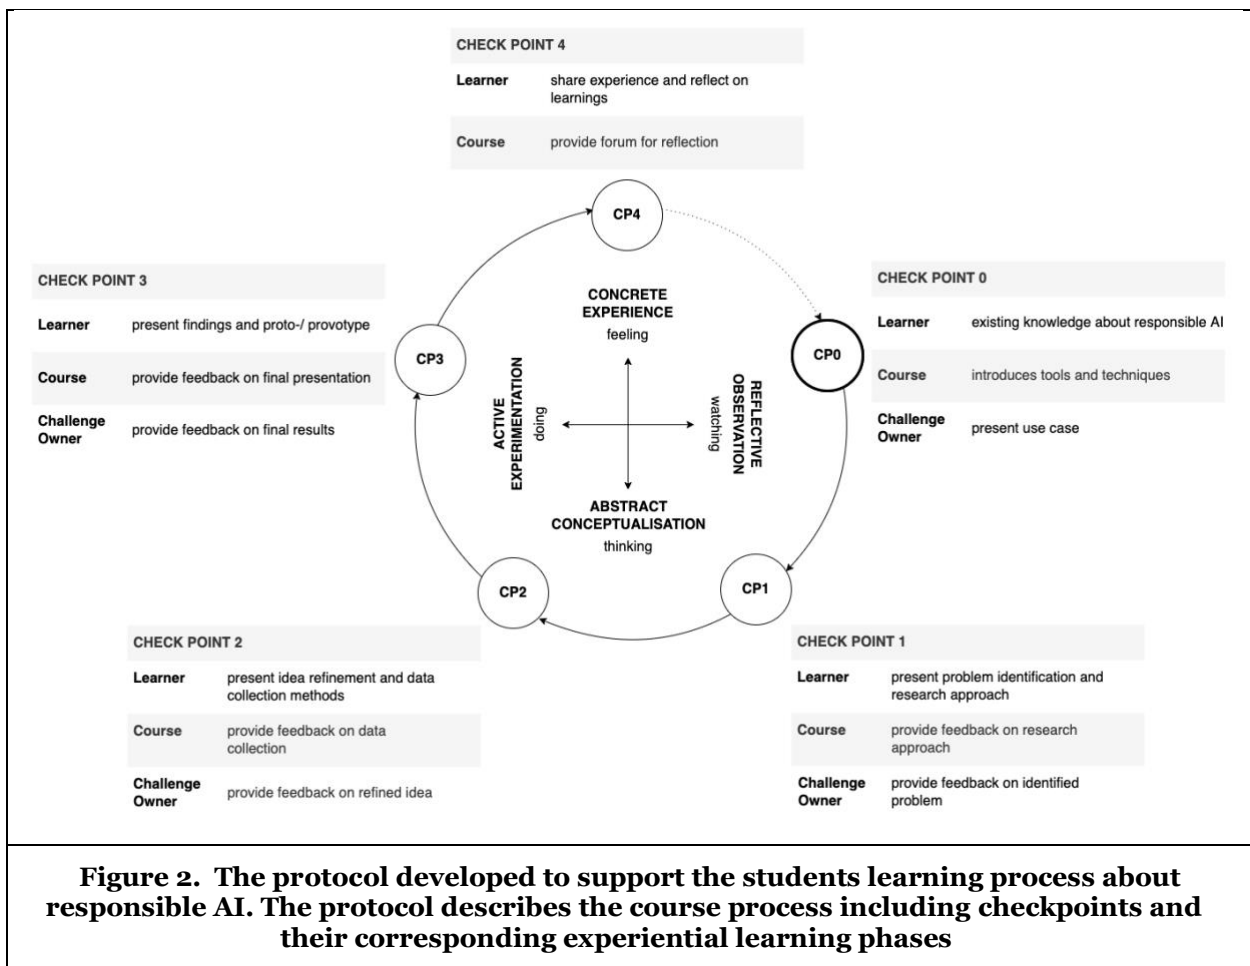 CHECK POINT 4
Learner share experience and reflect on
learnings
Course provide forum for reflection
CP4
CHECK POINT 3
Learner present findings and proto-/ provotype
Course provide feedback on final presentation
Challenge
Owner provide feedback on final results
CP3
CONCRETE
EXPERIENCE
feeling
ACTIVE
EXPERIMENTATION
doing
REFLECTIVE
OBSERVATION
watching
ABSTRACT
CONCEPTUALISATION
thinking
CP0
CHECK POINT 0
Learner existing knowledge about responsible AI
Course introduces tools and techniques
Challenge
Owner present use case
CP2
CP1
CHECK POINT 2
Learner present idea refinement and data
collection methods
Course provide feedback on data
collection
Challenge
Owner provide feedback on refined idea
CHECK POINT 1
Learner present problem identification and
research approach
Course provide feedback on research
approach
Challenge provide feedback on identified
Owner problem
Figure 2. The protocol developed to support the students learning process about
responsible AI. The protocol describes the course process including checkpoints and
their corresponding experiential learning phases